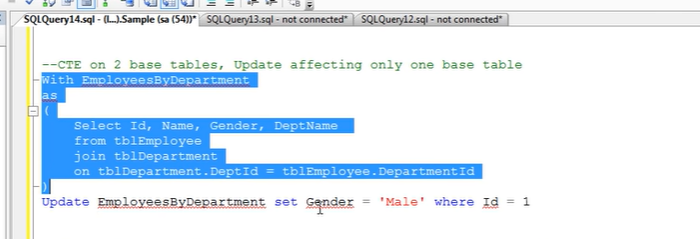 SQLQuery14.sql - (l...).Sample (sa (54))* SQLQuery13.sql - not connected* SQLQuery12.sql - not connected*
--CTE on 2 base tables, Update affecting only one base table
With EmployeesByDepartment
as
(
Select Id, Name, Gender, DeptName
from tblEmployee
join tblDepartment
on tblDepartment.DeptId = tblEmployee.DepartmentId
)
Update EmployeesByDepartment set Gender = 'Male' where Id = 1